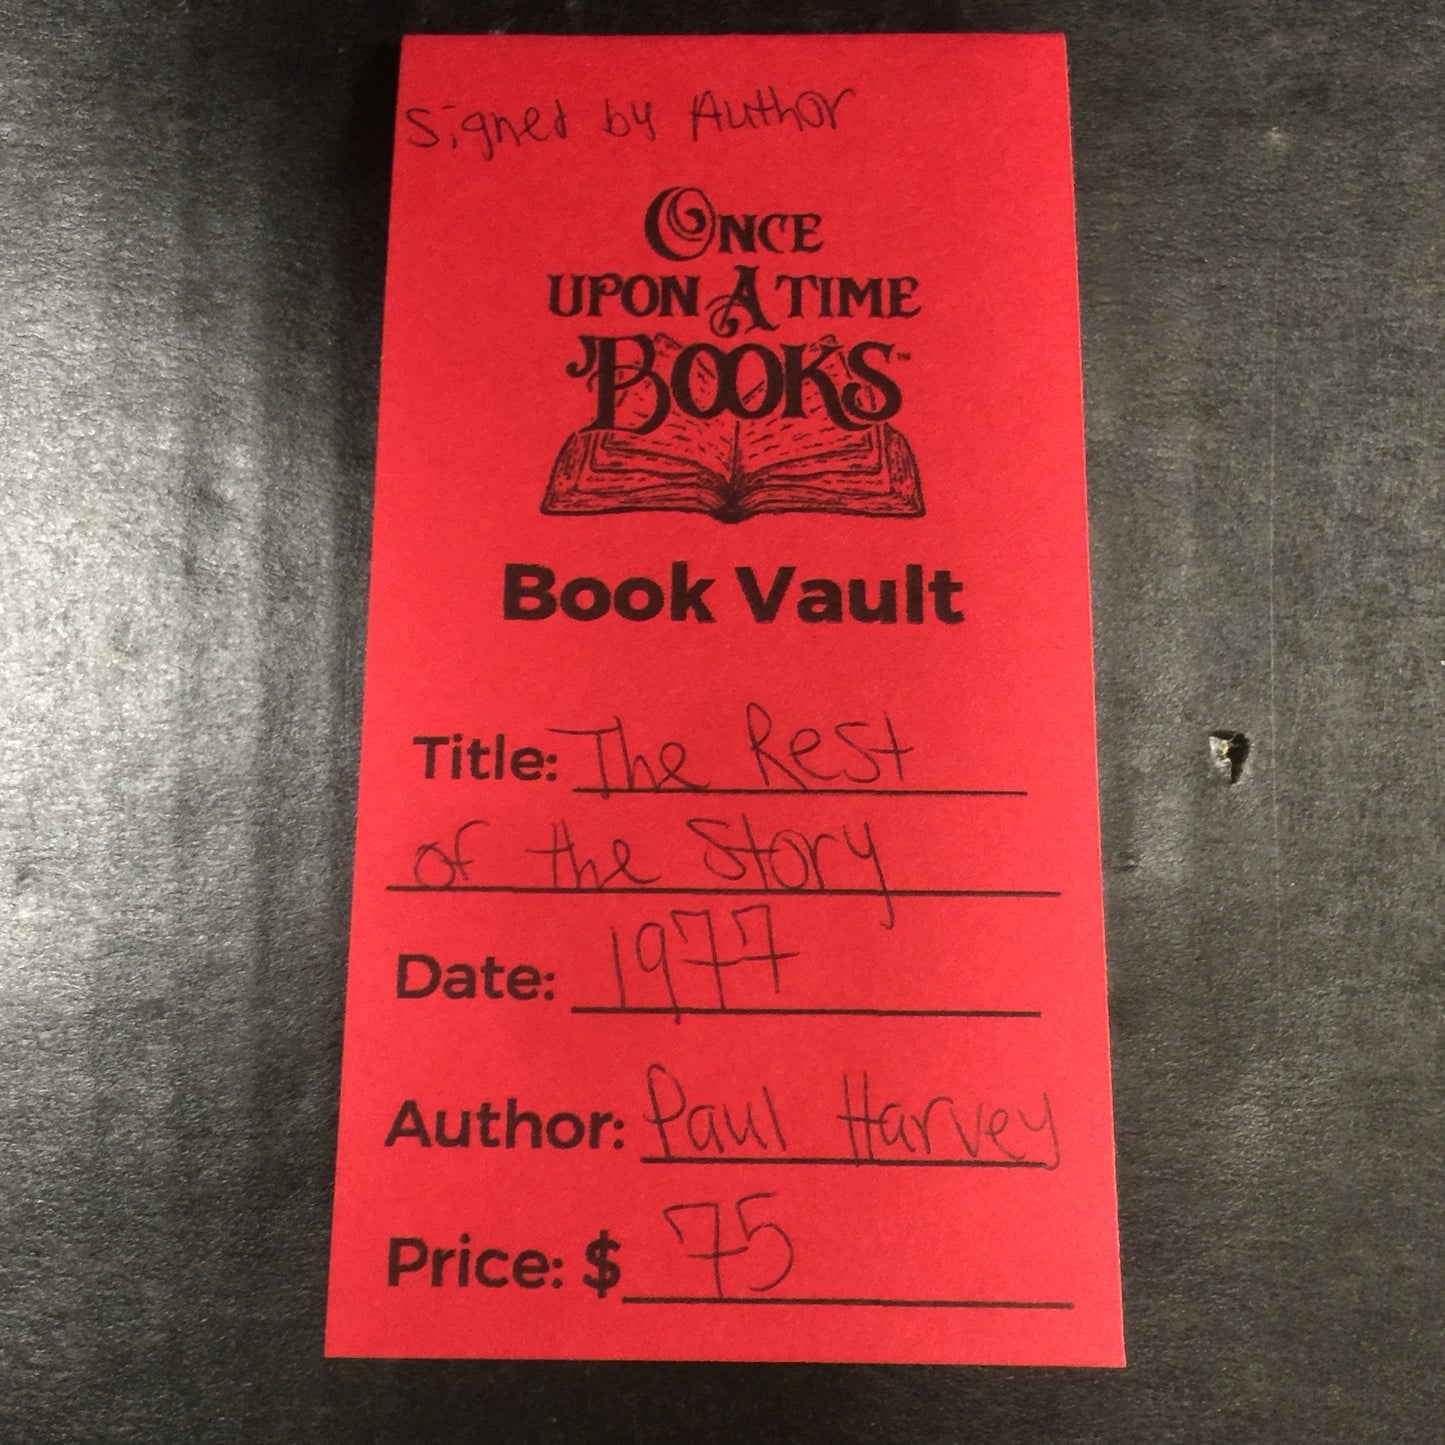 Signed by Author
ONCE
UPON A TIME
BOOKS™
Book Vault
Title: The Rest
of the Story
Date: 1977
Author: Paul Harvey
Price: $ 75